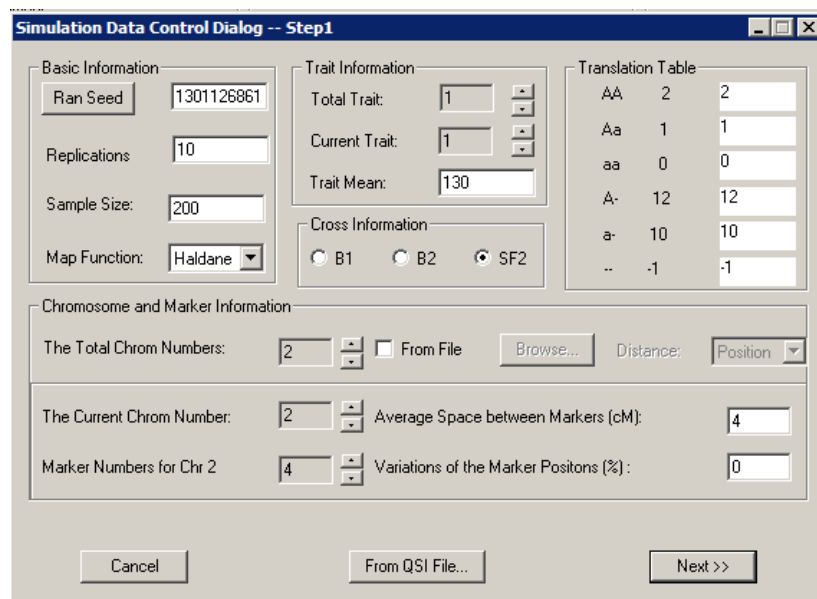 Simulation Data Control Dialog -- Step1
Basic Information
Ran Seed 1301126861
Replications 10
Sample Size: 200
Map Function: Haldane
Trait Information
Total Trait: 1
Current Trait: 1
Trait Mean: 130
Cross Information
B1 B2 SF2
Translation Table
AA 2 2
Aa 1 1
aa 0 0
A- 12 12
a- 10 10
-- -1 -1
Chromosome and Marker Information
The Total Chrom Numbers: 2 From File Browse... Distance: Position
The Current Chrom Number: 2 Average Space between Markers (cM): 4
Marker Numbers for Chr 2 4 Variations of the Marker Positons (%) : 0
Cancel From QSI File... Next >>